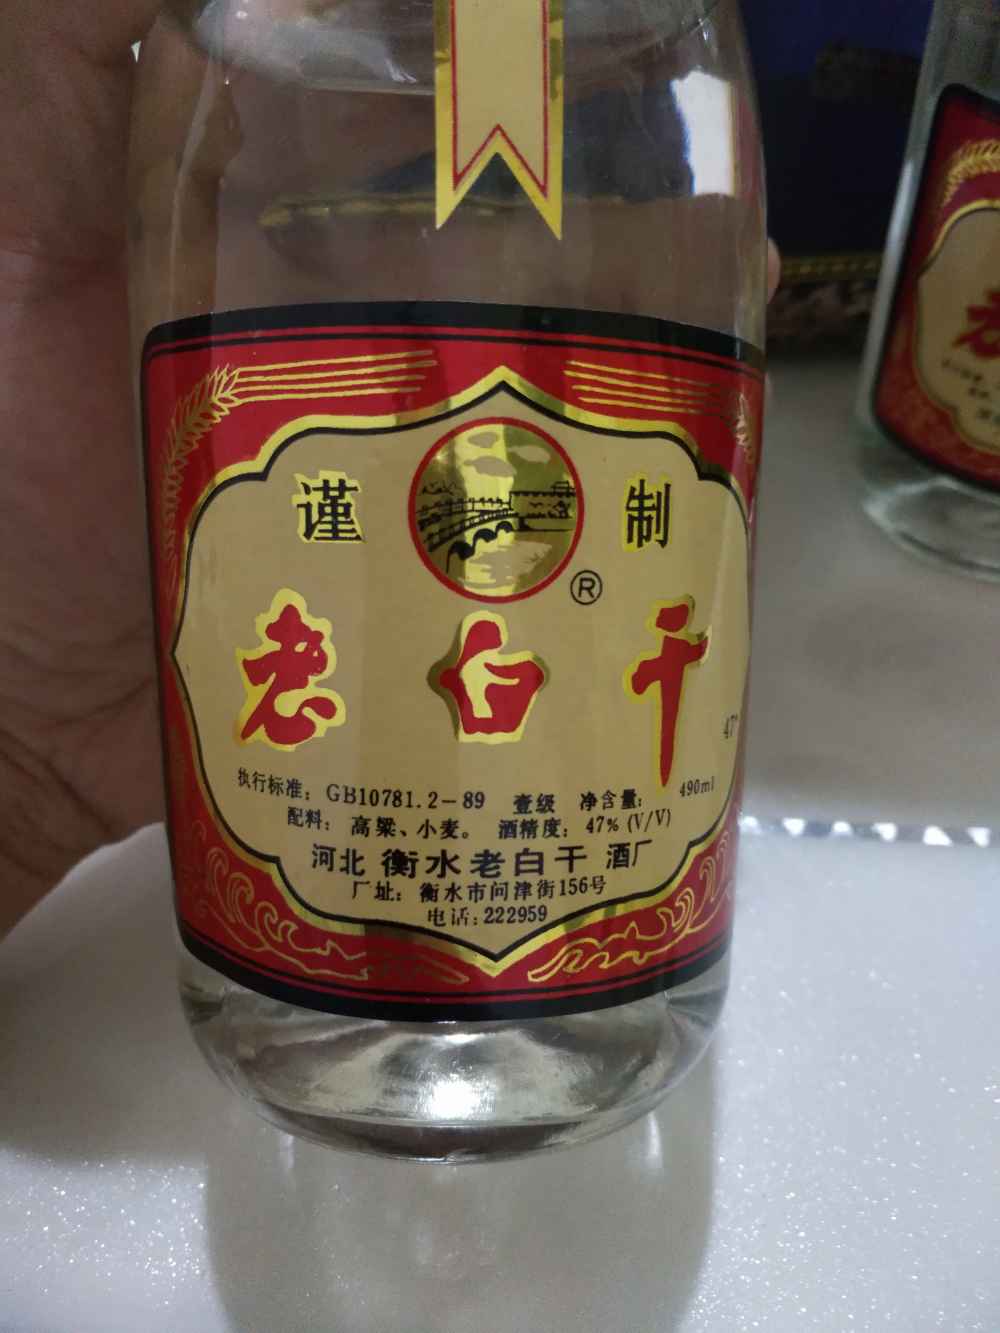 谨 制
®
老白干
47°
执行标准：GB10781.2-89 壹级 净含量：490ml
配料：高粱、小麦。 酒精度：47%(V/V)
河北 衡水老白干 酒厂
厂址：衡水市问津街156号
电话:222959
老